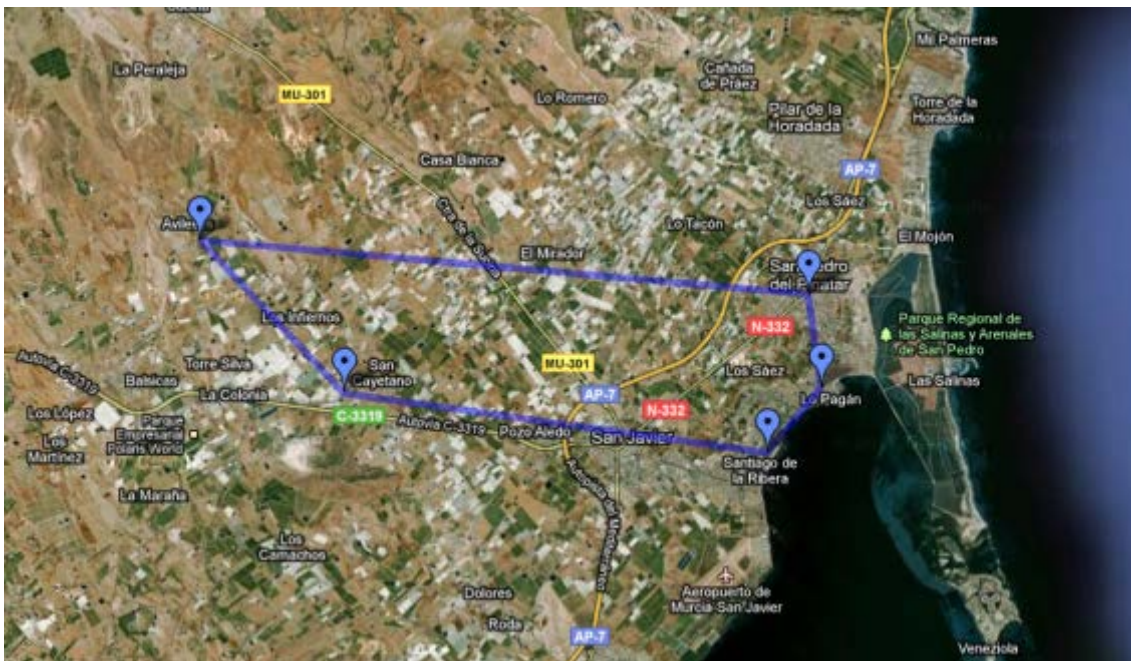 Mil Palmeras
La Peraleja
Cañada
de Práez
MU-301
Lo Romero
Torre de la
Horadada
Pilar de la
Horadada
Casa Blanca
AP-7
Los Sáez
Avileses
Lo Tacón
Ctra de la
El Mirador
El Mojón
San Pedro
del Pinatar
Los Infiernos
N-332
Parque Regional de
las Salinas y Arenales
de San Pedro
Torre-Silva
San
Cayetano
MU-301
Los Sáez
Autovía C-3319
Balsicas
La Colonia
AP-7
Las Salinas
Lo Pagán
Los López
Parque
Empresarial
Polaris World
C-3319
Autovía C-3319
N-332
Pozo Aledo
San Javier
Los
Martínez
Santiago de
la Ribera
La Maraña
Autopista del Mediterráneo
Los
Camachos
Dolores
Aeropuerto de
Murcia-San Javier
Roda
AP-7
Veneziola